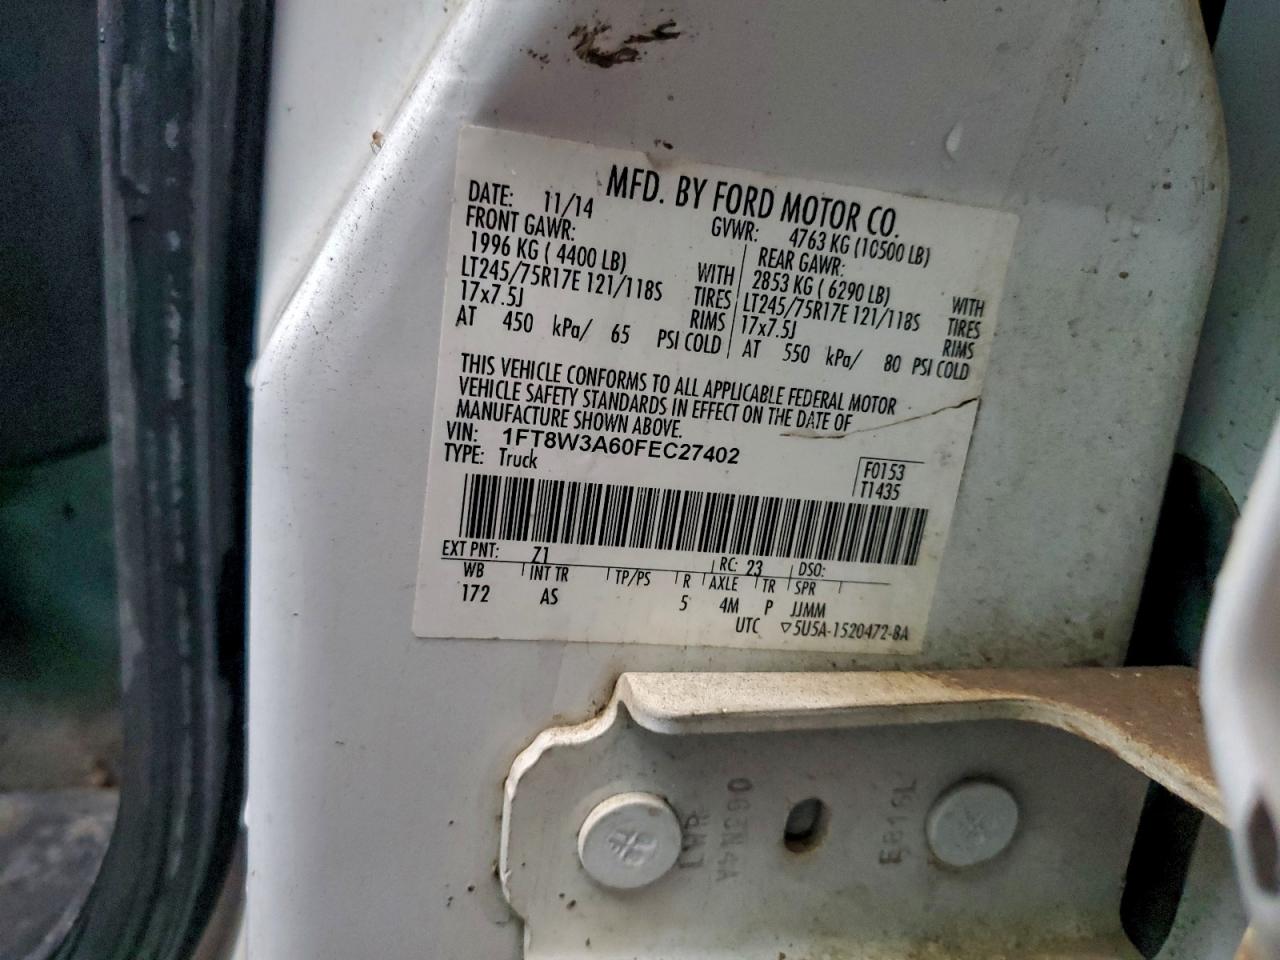 MFD. BY FORD MOTOR CO.
DATE: 11/14
GVWR: 4763 KG (10500 LB)
FRONT GAWR:
1996 KG ( 4400 LB) WITH
LT245/75R17E 121/118S TIRES
17x7.5J RIMS
AT 450 kPa/ 65 PSI COLD
REAR GAWR:
2853 KG ( 6290 LB) WITH
LT245/75R17E 121/118S TIRES
17x7.5J RIMS
AT 550 kPa/ 80 PSI COLD
THIS VEHICLE CONFORMS TO ALL APPLICABLE FEDERAL MOTOR
VEHICLE SAFETY STANDARDS IN EFFECT ON THE DATE OF
MANUFACTURE SHOWN ABOVE.
VIN: 1FT8W3A60FEC27402
TYPE: Truck
F0153
T1435
EXT PNT: Z1 RC: 23 DSO:
WB INT TR TP/PS R AXLE TR SPR
172 AS 5 4M P JJMM
UTC ▽5U5A-1520472-BA